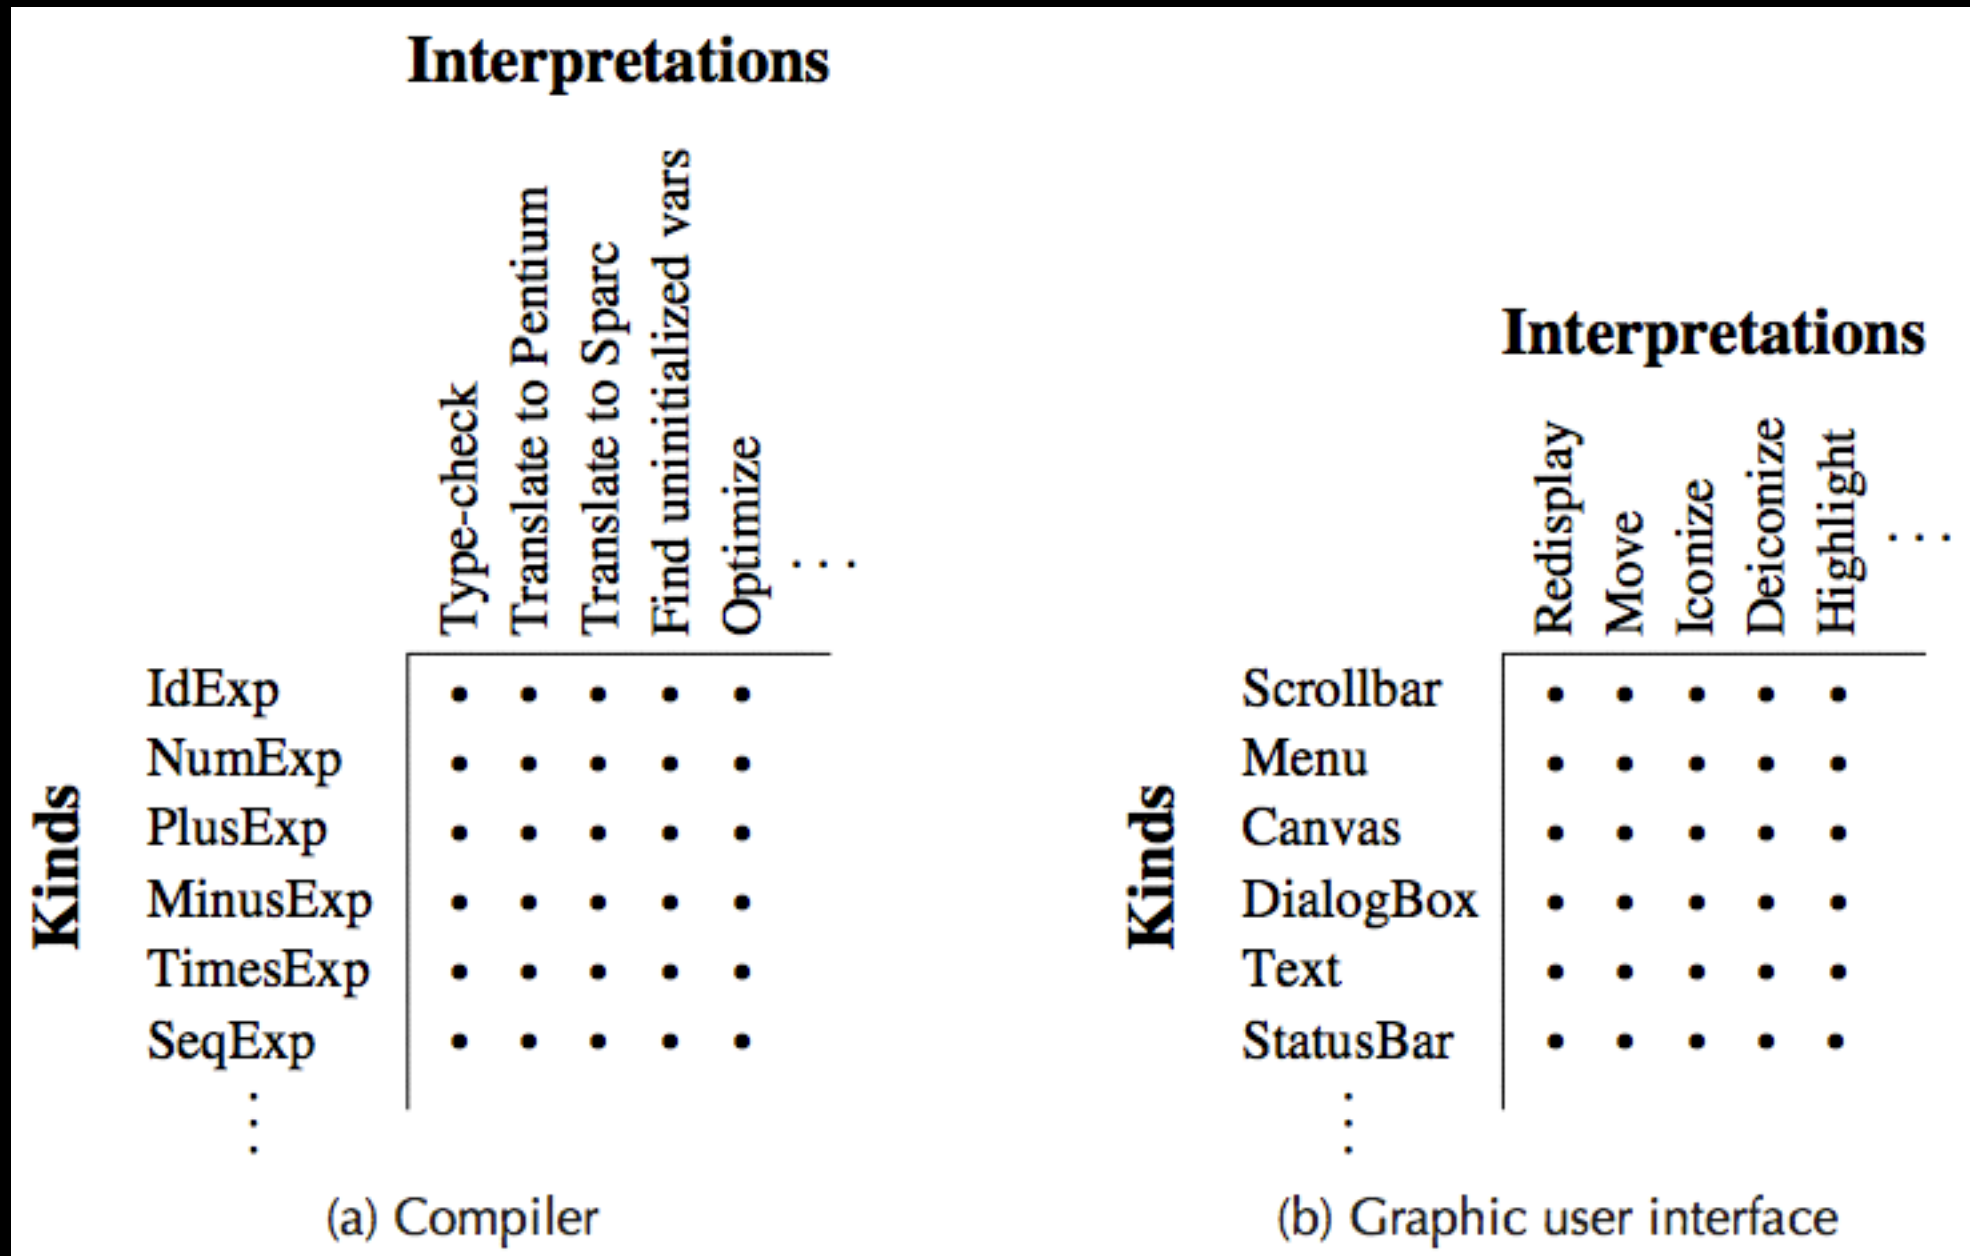 Interpretations
Type-check
Translate to Pentium
Translate to Sparc
Find uninitialized vars
Optimize
. . .
Kinds
IdExp
NumExp
PlusExp
MinusExp
TimesExp
SeqExp
(a) Compiler
Interpretations
Redisplay
Move
Iconize
Deiconize
Highlight
. . .
Kinds
Scrollbar
Menu
Canvas
DialogBox
Text
StatusBar
(b) Graphic user interface